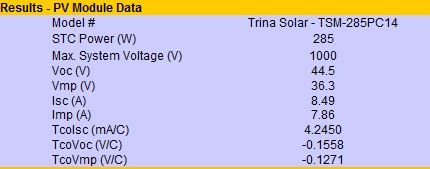 Results - PV Module Data
Model # Trina Solar - TSM-285PC14
STC Power (W) 285
Max. System Voltage (V) 1000
Voc (V) 44.5
Vmp (V) 36.3
Isc (A) 8.49
Imp (A) 7.86
TcoIsc (mA/C) 4.2450
TcoVoc (V/C) -0.1558
TcoVmp (V/C) -0.1271